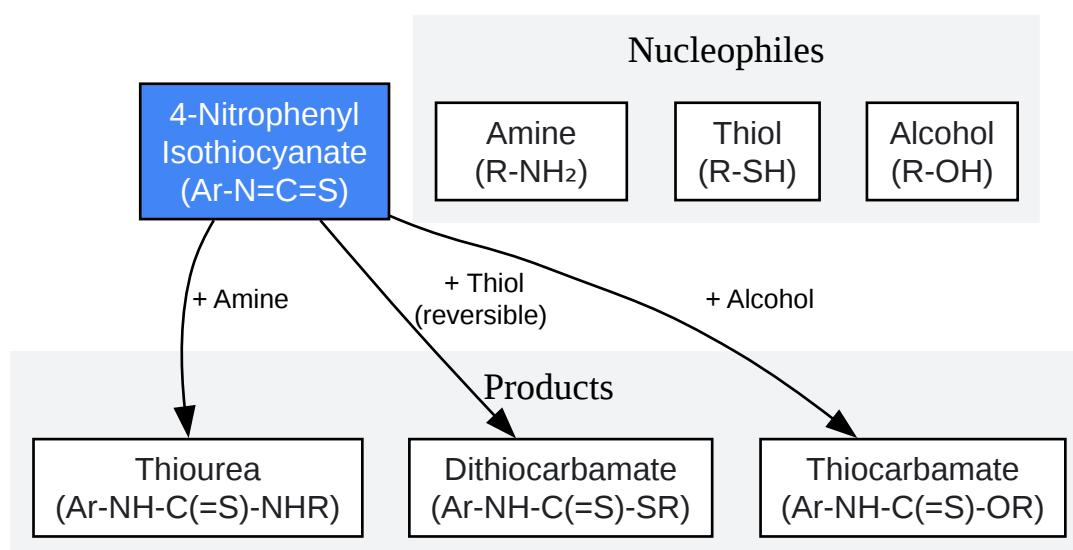 Nucleophiles
4-Nitrophenyl
Isothiocyanate
(Ar-N=C=S)
Amine
(R-NH₂)
Thiol
(R-SH)
Alcohol
(R-OH)
+ Amine
+ Thiol
(reversible)
+ Alcohol
Products
Thiourea
(Ar-NH-C(=S)-NHR)
Dithiocarbamate
(Ar-NH-C(=S)-SR)
Thiocarbamate
(Ar-NH-C(=S)-OR)